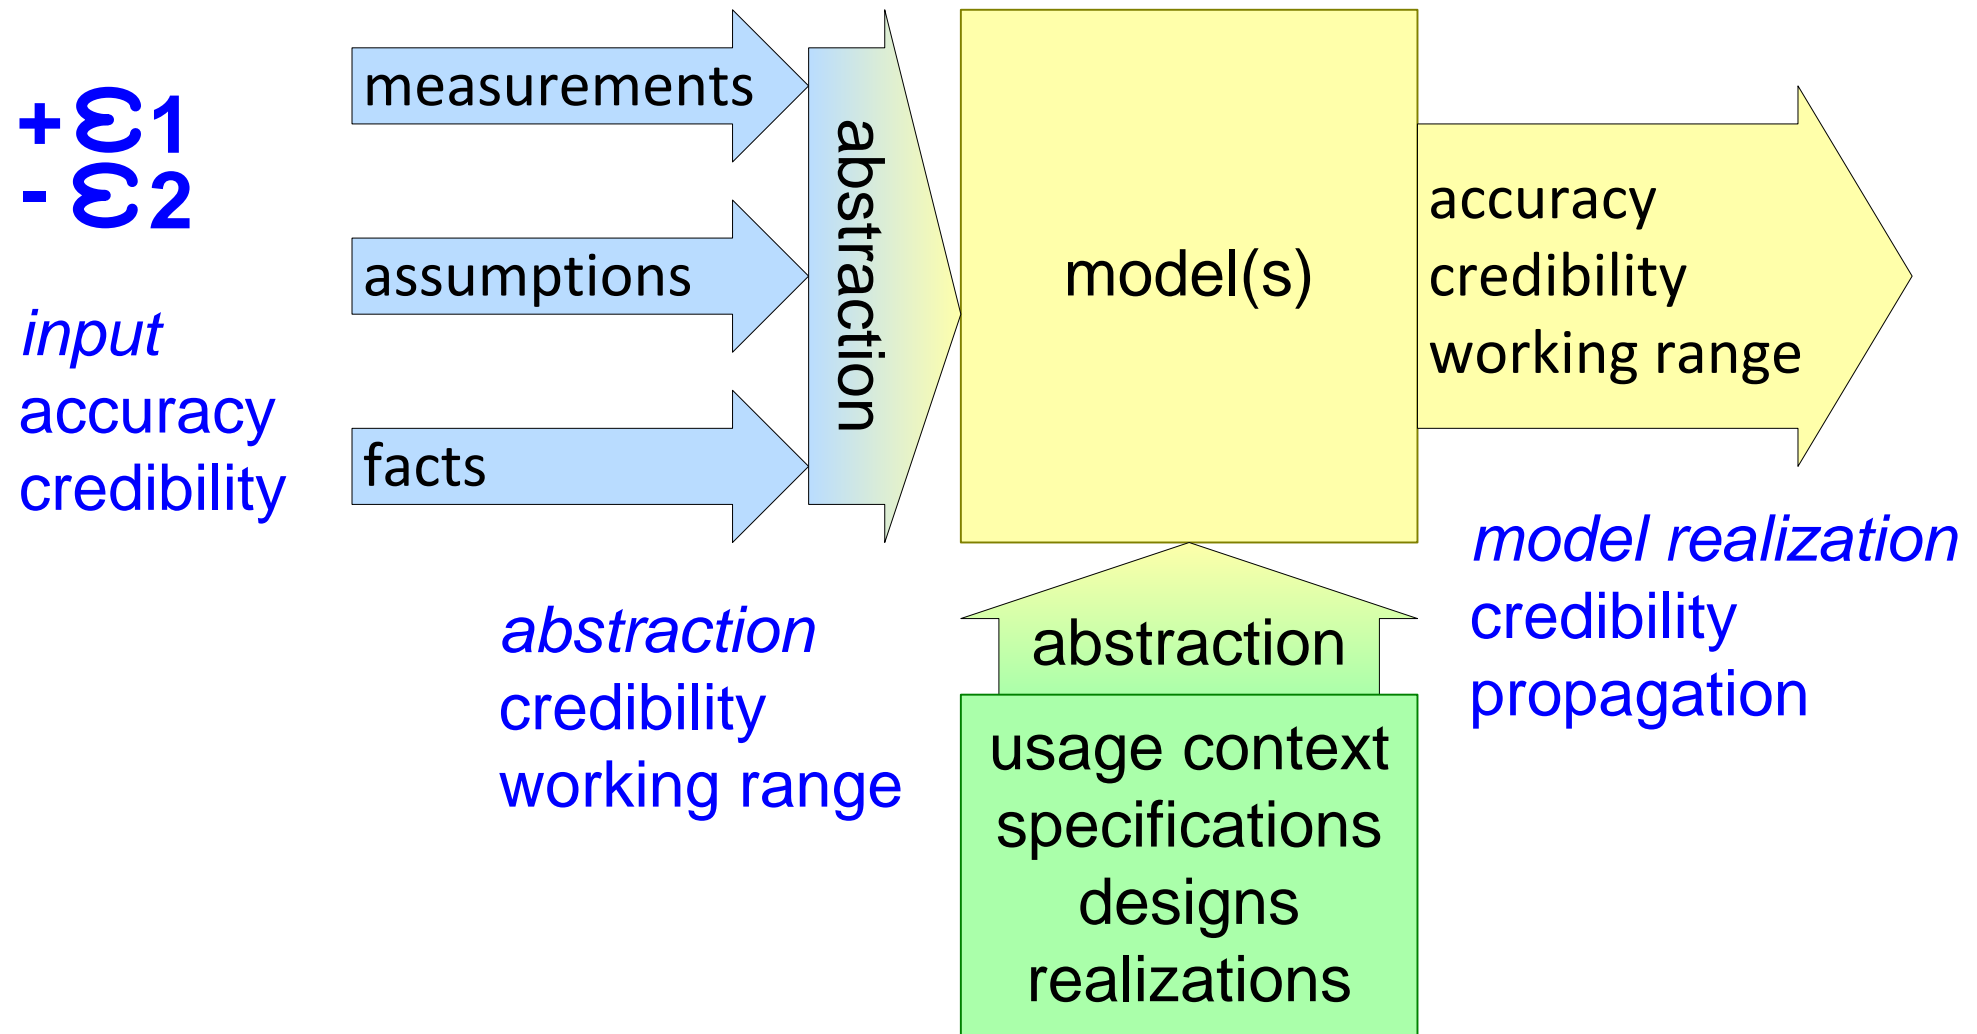 +ε1
- ε2
input
accuracy
credibility
measurements
assumptions
facts
abstraction
abstraction
credibility
working range
model(s)
accuracy
credibility
working range
model realization
credibility
propagation
abstraction
usage context
specifications
designs
realizations